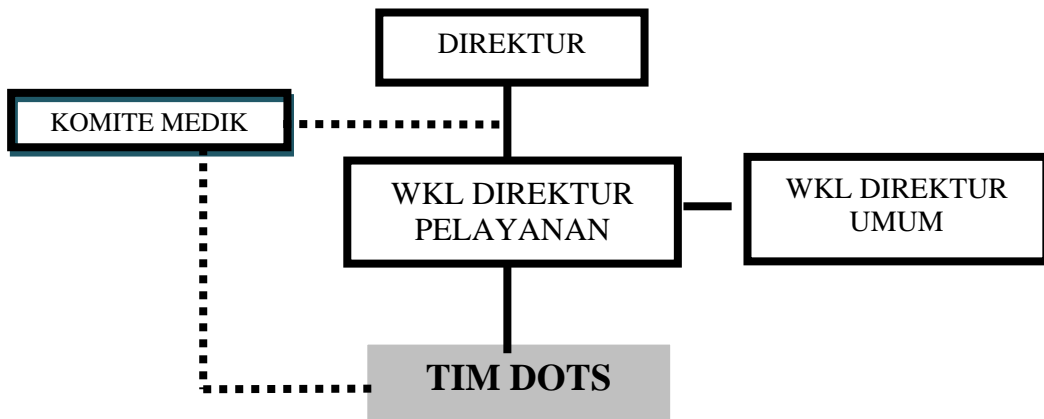 DIREKTUR
KOMITE MEDIK
WKL DIREKTUR
PELAYANAN
WKL DIREKTUR
UMUM
TIM DOTS